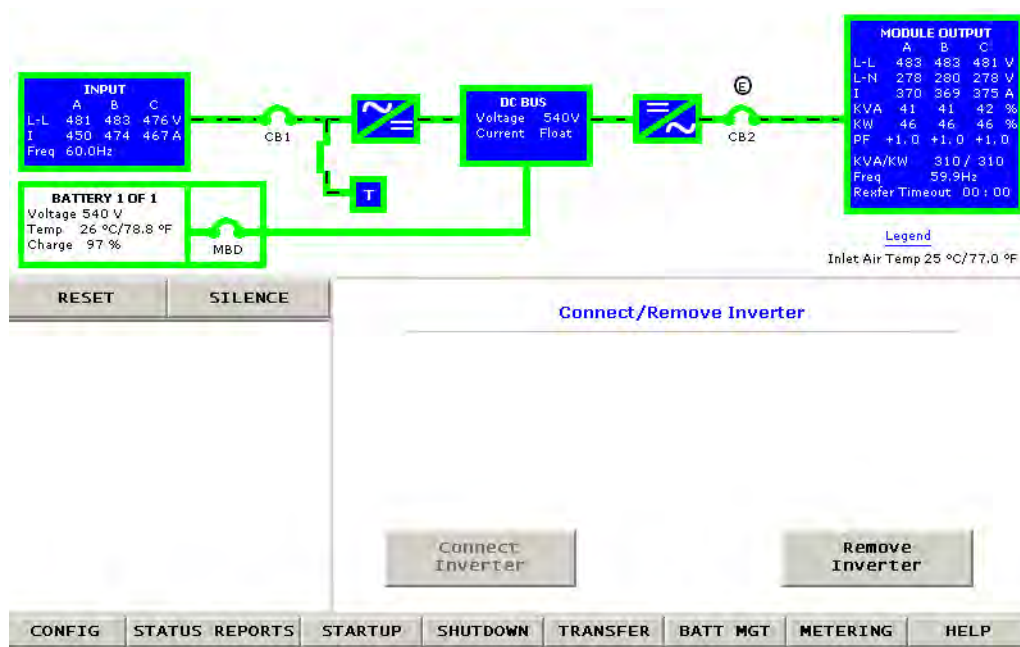 INPUT
A B C
L-L 481 483 476 V
I 450 474 467 A
Freq 60.0Hz
CB1
T
DC BUS
Voltage 540V
Current Float
E
CB2
MODULE OUTPUT
A B C
L-L 483 483 481 V
L-N 278 280 278 V
I 370 369 375 A
KVA 41 41 42 %
KW 46 46 46 %
PF +1.0 +1.0 +1.0
KVA/KW 310 / 310
Freq 59.9Hz
Rexfer Timeout 00:00
BATTERY 1 OF 1
Voltage 540 V
Temp 26 ºC/78.8 ºF
Charge 97 %
MBD
Legend
Inlet Air Temp 25 ºC/77.0 ºF
RESET SILENCE
Connect/Remove Inverter
Connect
Inverter
Remove
Inverter
CONFIG STATUS REPORTS STARTUP SHUTDOWN TRANSFER BATT MGT METERING HELP